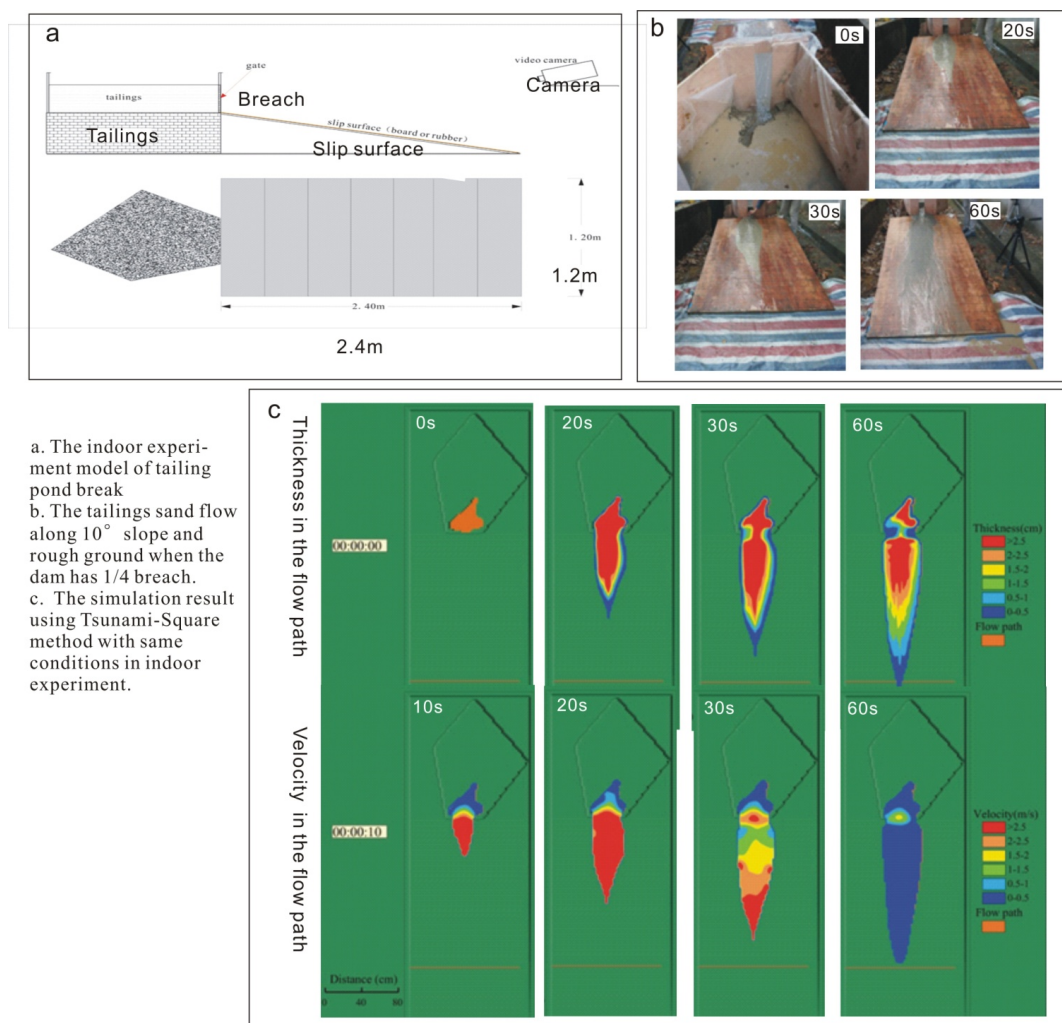 a
gate
video camera
Camera
tailings
Breach
slip surface（board or rubber）
Tailings
Slip surface
1. 20m
1.2m
2. 40m
2.4m
b
0s
20s
30s
60s
a. The indoor experi-
ment model of tailing
pond break
b. The tailings sand flow
along 10° slope and
rough ground when the
dam has 1/4 breach.
c. The simulation result
using Tsunami-Square
method with same
conditions in indoor
experiment.
c
Thickness in the flow path
0s
20s
30s
60s
00:00:00
Thickness(cm)
>2.5
2-2.5
1.5-2
1-1.5
0.5-1
0-0.5
Flow path
Velocity in the flow path
10s
20s
30s
60s
00:00:10
Velocity(m/s)
>2.5
2-2.5
1.5-2
1-1.5
0.5-1
0-0.5
Flow path
Distance (cm)
0 40 80